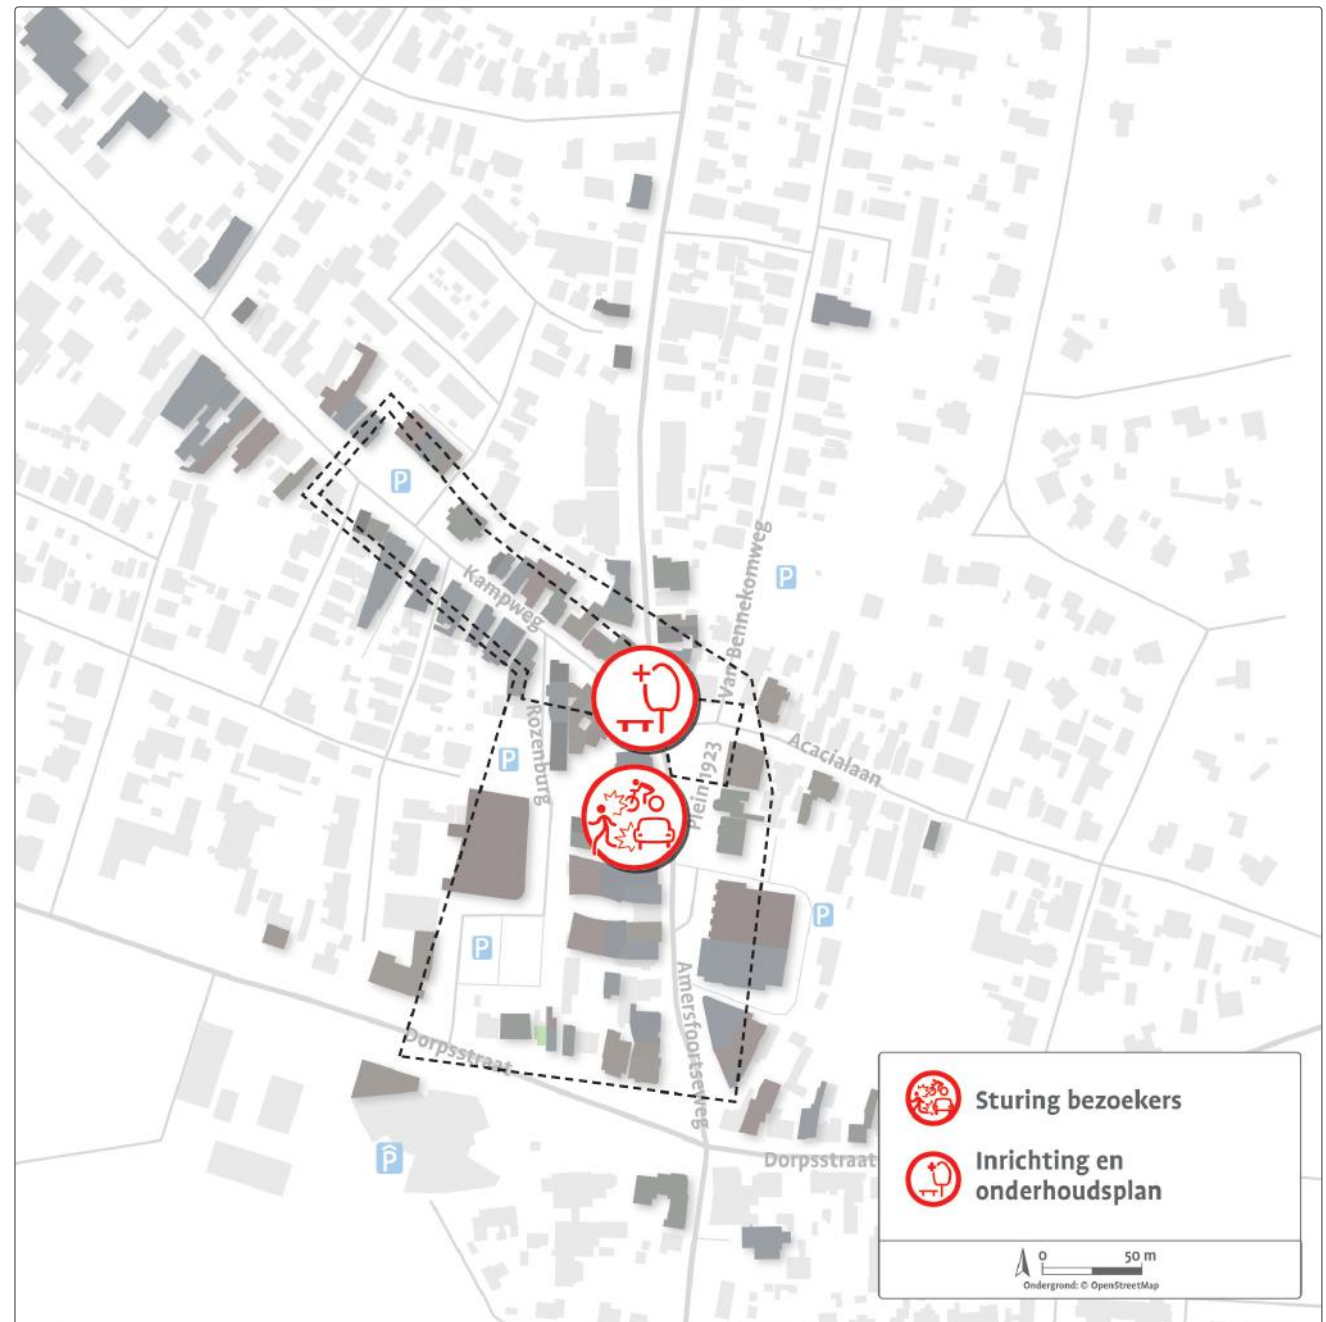 P
Kampweg
Van Bennekomweg
P
Rozenburg
P
Plein 1923
Acacialaan
P
P
Amersfoortseweg
Dorpsstraat
P
Dorpsstraat
Sturing bezoekers
Inrichting en
onderhoudsplan
0 50 m
Ondergrond: © OpenStreetMap